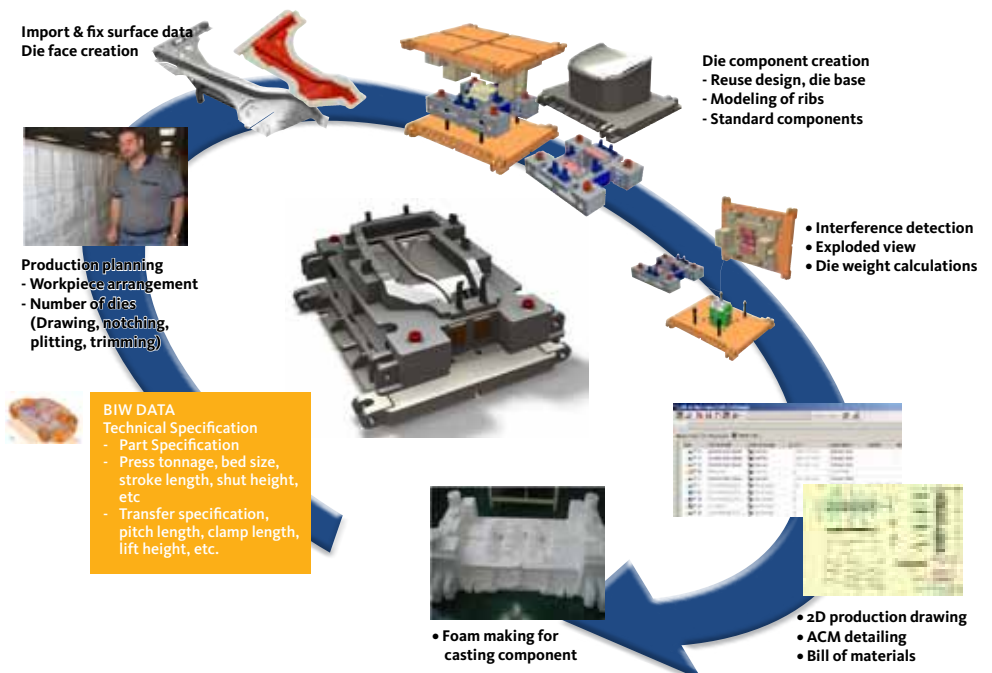 Import & fix surface data
Die face creation
Die component creation
- Reuse design, die base
- Modeling of ribs
- Standard components
• Interference detection
• Exploded view
• Die weight calculations
Production planning
- Workpiece arrangement
- Number of dies
(Drawing, notching,
plitting, trimming)
BIW DATA
Technical Specification
- Part Specification
- Press tonnage, bed size,
stroke length, shut height,
etc
- Transfer specification,
pitch length, clamp length,
lift height, etc.
• Foam making for
casting component
• 2D production drawing
• ACM detailing
• Bill of materials